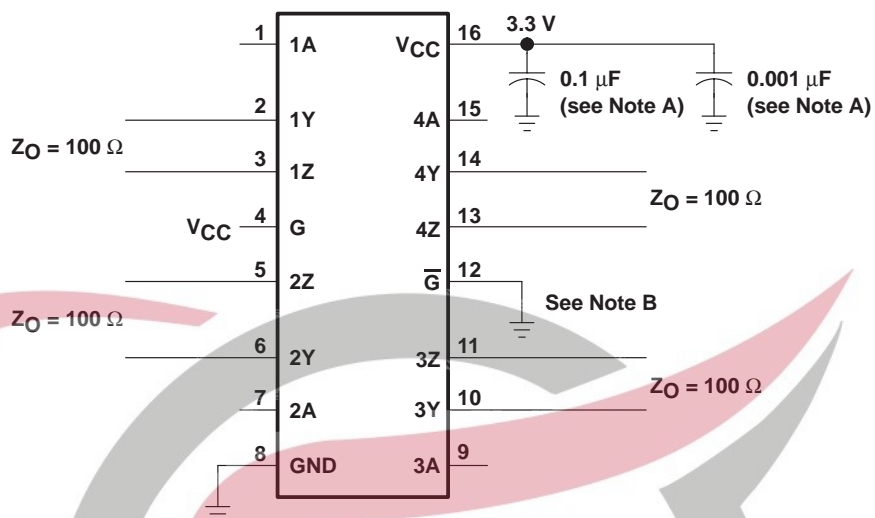 3.3 V
1 1A VCC 16
0.1 μF
(see Note A)
0.001 μF
(see Note A)
2 1Y 4A 15
ZO = 100 Ω
3 1Z 4Y 14
ZO = 100 Ω
VCC 4 G 4Z 13
5 2Z G̅ 12
See Note B
ZO = 100 Ω
6 2Y 3Z 11
ZO = 100 Ω
7 2A 3Y 10
8 GND 3A 9